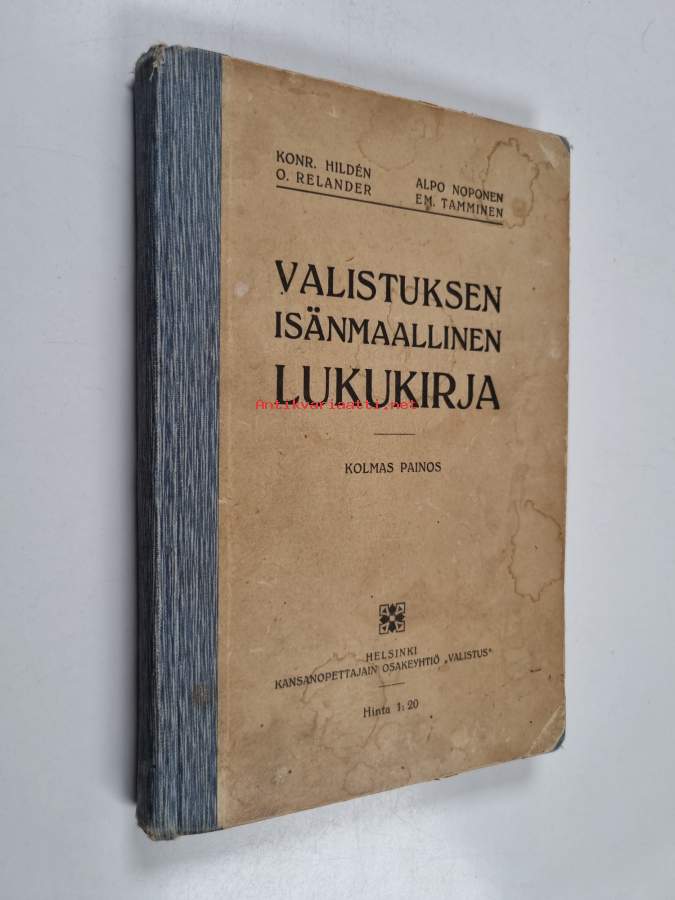 KONR. HILDÉN ALPO NOPONEN
O. RELANDER EM. TAMMINEN
VALISTUKSEN
ISÄNMAALLINEN
LUKUKIRJA
Antikvariaatti.net
KOLMAS PAINOS
HELSINKI
KANSANOPETTAJAIN OSAKEYHTIÖ „VALISTUS"
Hinta 1: 20